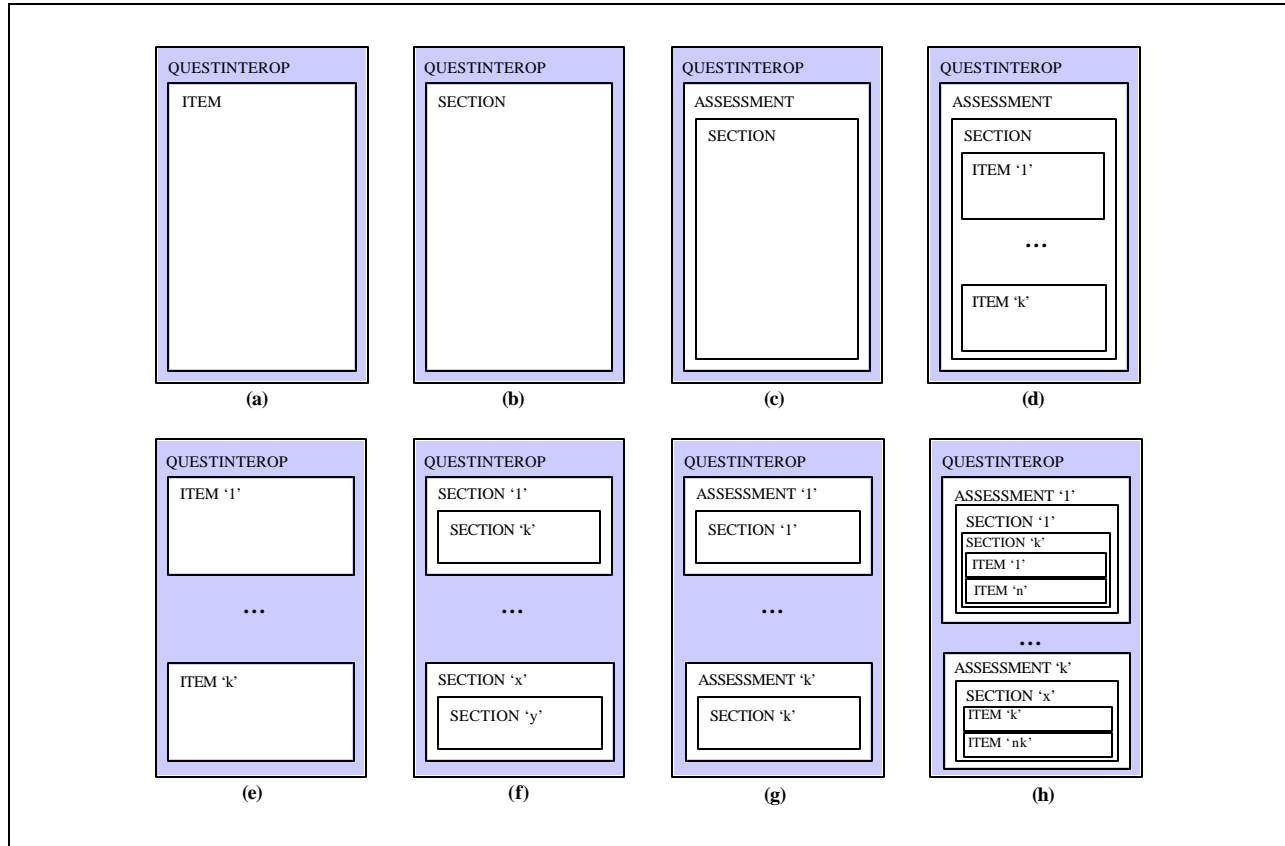 QUESTINTEROP
ITEM
(a)
QUESTINTEROP
SECTION
(b)
QUESTINTEROP
ASSESSMENT
SECTION
(c)
QUESTINTEROP
ASSESSMENT
SECTION
ITEM ‘1’
...
ITEM ‘k’
(d)
QUESTINTEROP
ITEM ‘1’
...
ITEM ‘k’
(e)
QUESTINTEROP
SECTION ‘1’
SECTION ‘k’
...
SECTION ‘x’
SECTION ‘y’
(f)
QUESTINTEROP
ASSESSMENT ‘1’
SECTION ‘1’
...
ASSESSMENT ‘k’
SECTION ‘k’
(g)
QUESTINTEROP
ASSESSMENT ‘1’
SECTION ‘1’
SECTION ‘k’
ITEM ‘1’
ITEM ‘n’
...
ASSESSMENT ‘k’
SECTION ‘x’
ITEM ‘k’
ITEM ‘nk’
(h)